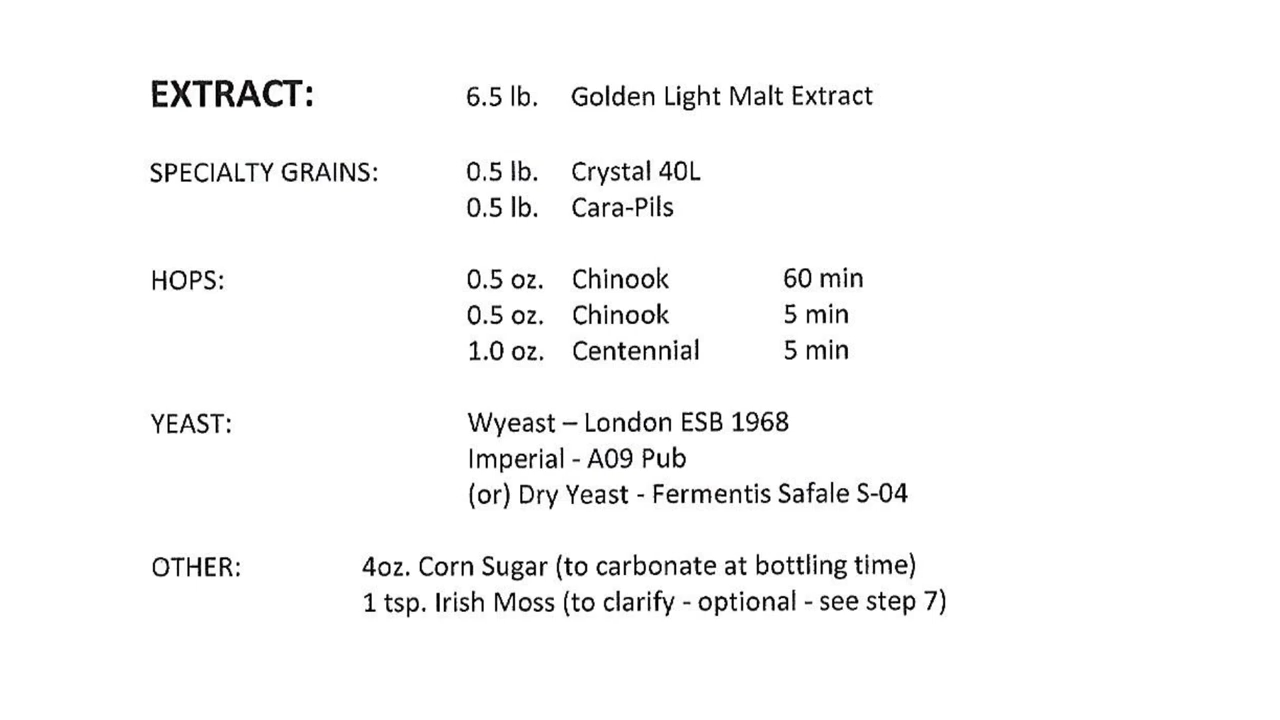 EXTRACT: 6.5 lb. Golden Light Malt Extract
SPECIALTY GRAINS: 0.5 lb. Crystal 40L
0.5 lb. Cara-Pils
HOPS: 0.5 oz. Chinook 60 min
0.5 oz. Chinook 5 min
1.0 oz. Centennial 5 min
YEAST: Wyeast – London ESB 1968
Imperial - A09 Pub
(or) Dry Yeast - Fermentis Safale S-04
OTHER: 4oz. Corn Sugar (to carbonate at bottling time)
1 tsp. Irish Moss (to clarify - optional - see step 7)